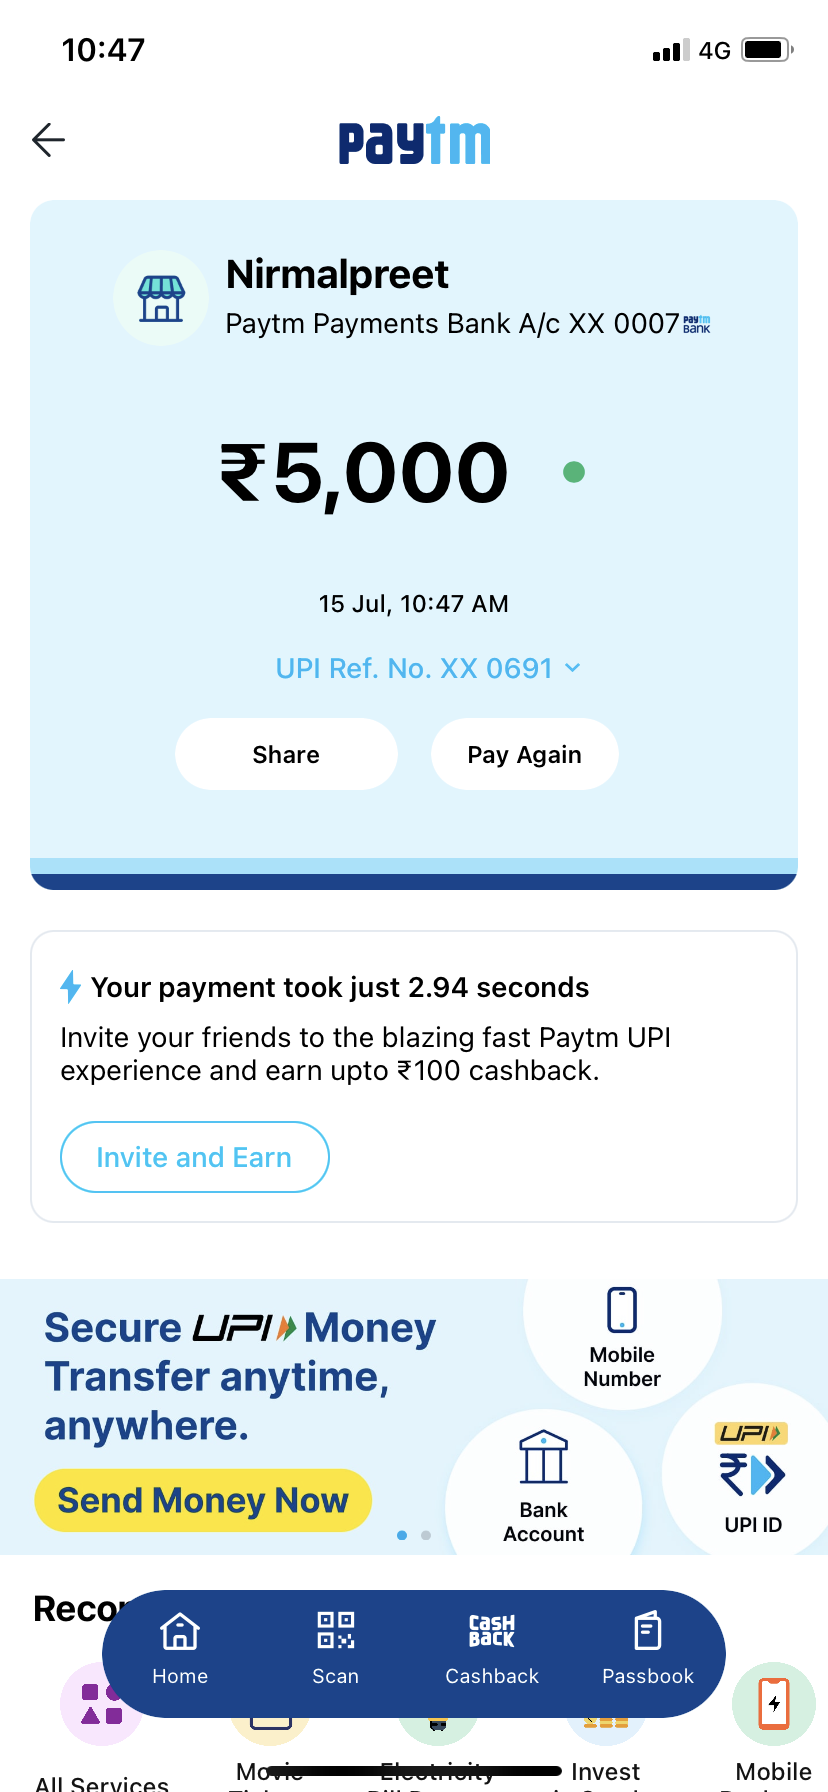 10:47
4G
paytm
Nirmalpreet
Paytm Payments Bank A/c XX 0007 paytm BANK
₹5,000
15 Jul, 10:47 AM
UPI Ref. No. XX 0691
Share
Pay Again
Your payment took just 2.94 seconds
Invite your friends to the blazing fast Paytm UPI
experience and earn upto ₹100 cashback.
Invite and Earn
Secure UPI Money
Transfer anytime,
anywhere.
Send Money Now
Mobile
Number
Bank
Account
UPI
₹
UPI ID
CASH
BACK
Home
Scan
Cashback
Passbook
All Services
Movie
Electricity
Invest
Mobile